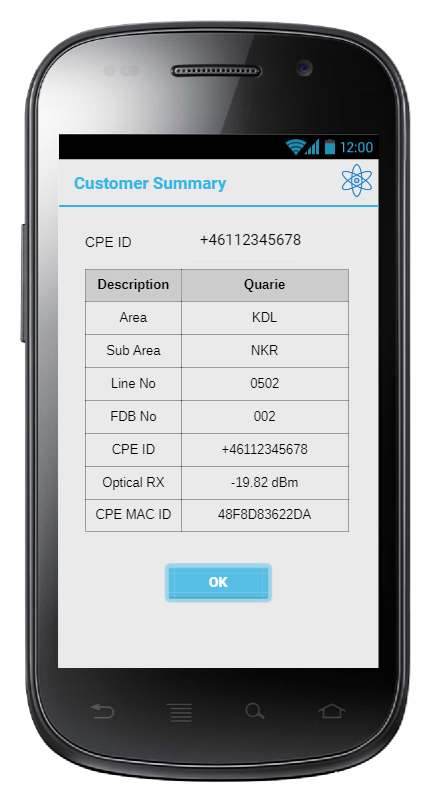 12:00
Customer Summary
CPE ID +46112345678
Description Quarie
Area KDL
Sub Area NKR
Line No 0502
FDB No 002
CPE ID +46112345678
Optical RX -19.82 dBm
CPE MAC ID 48F8D83622DA
OK